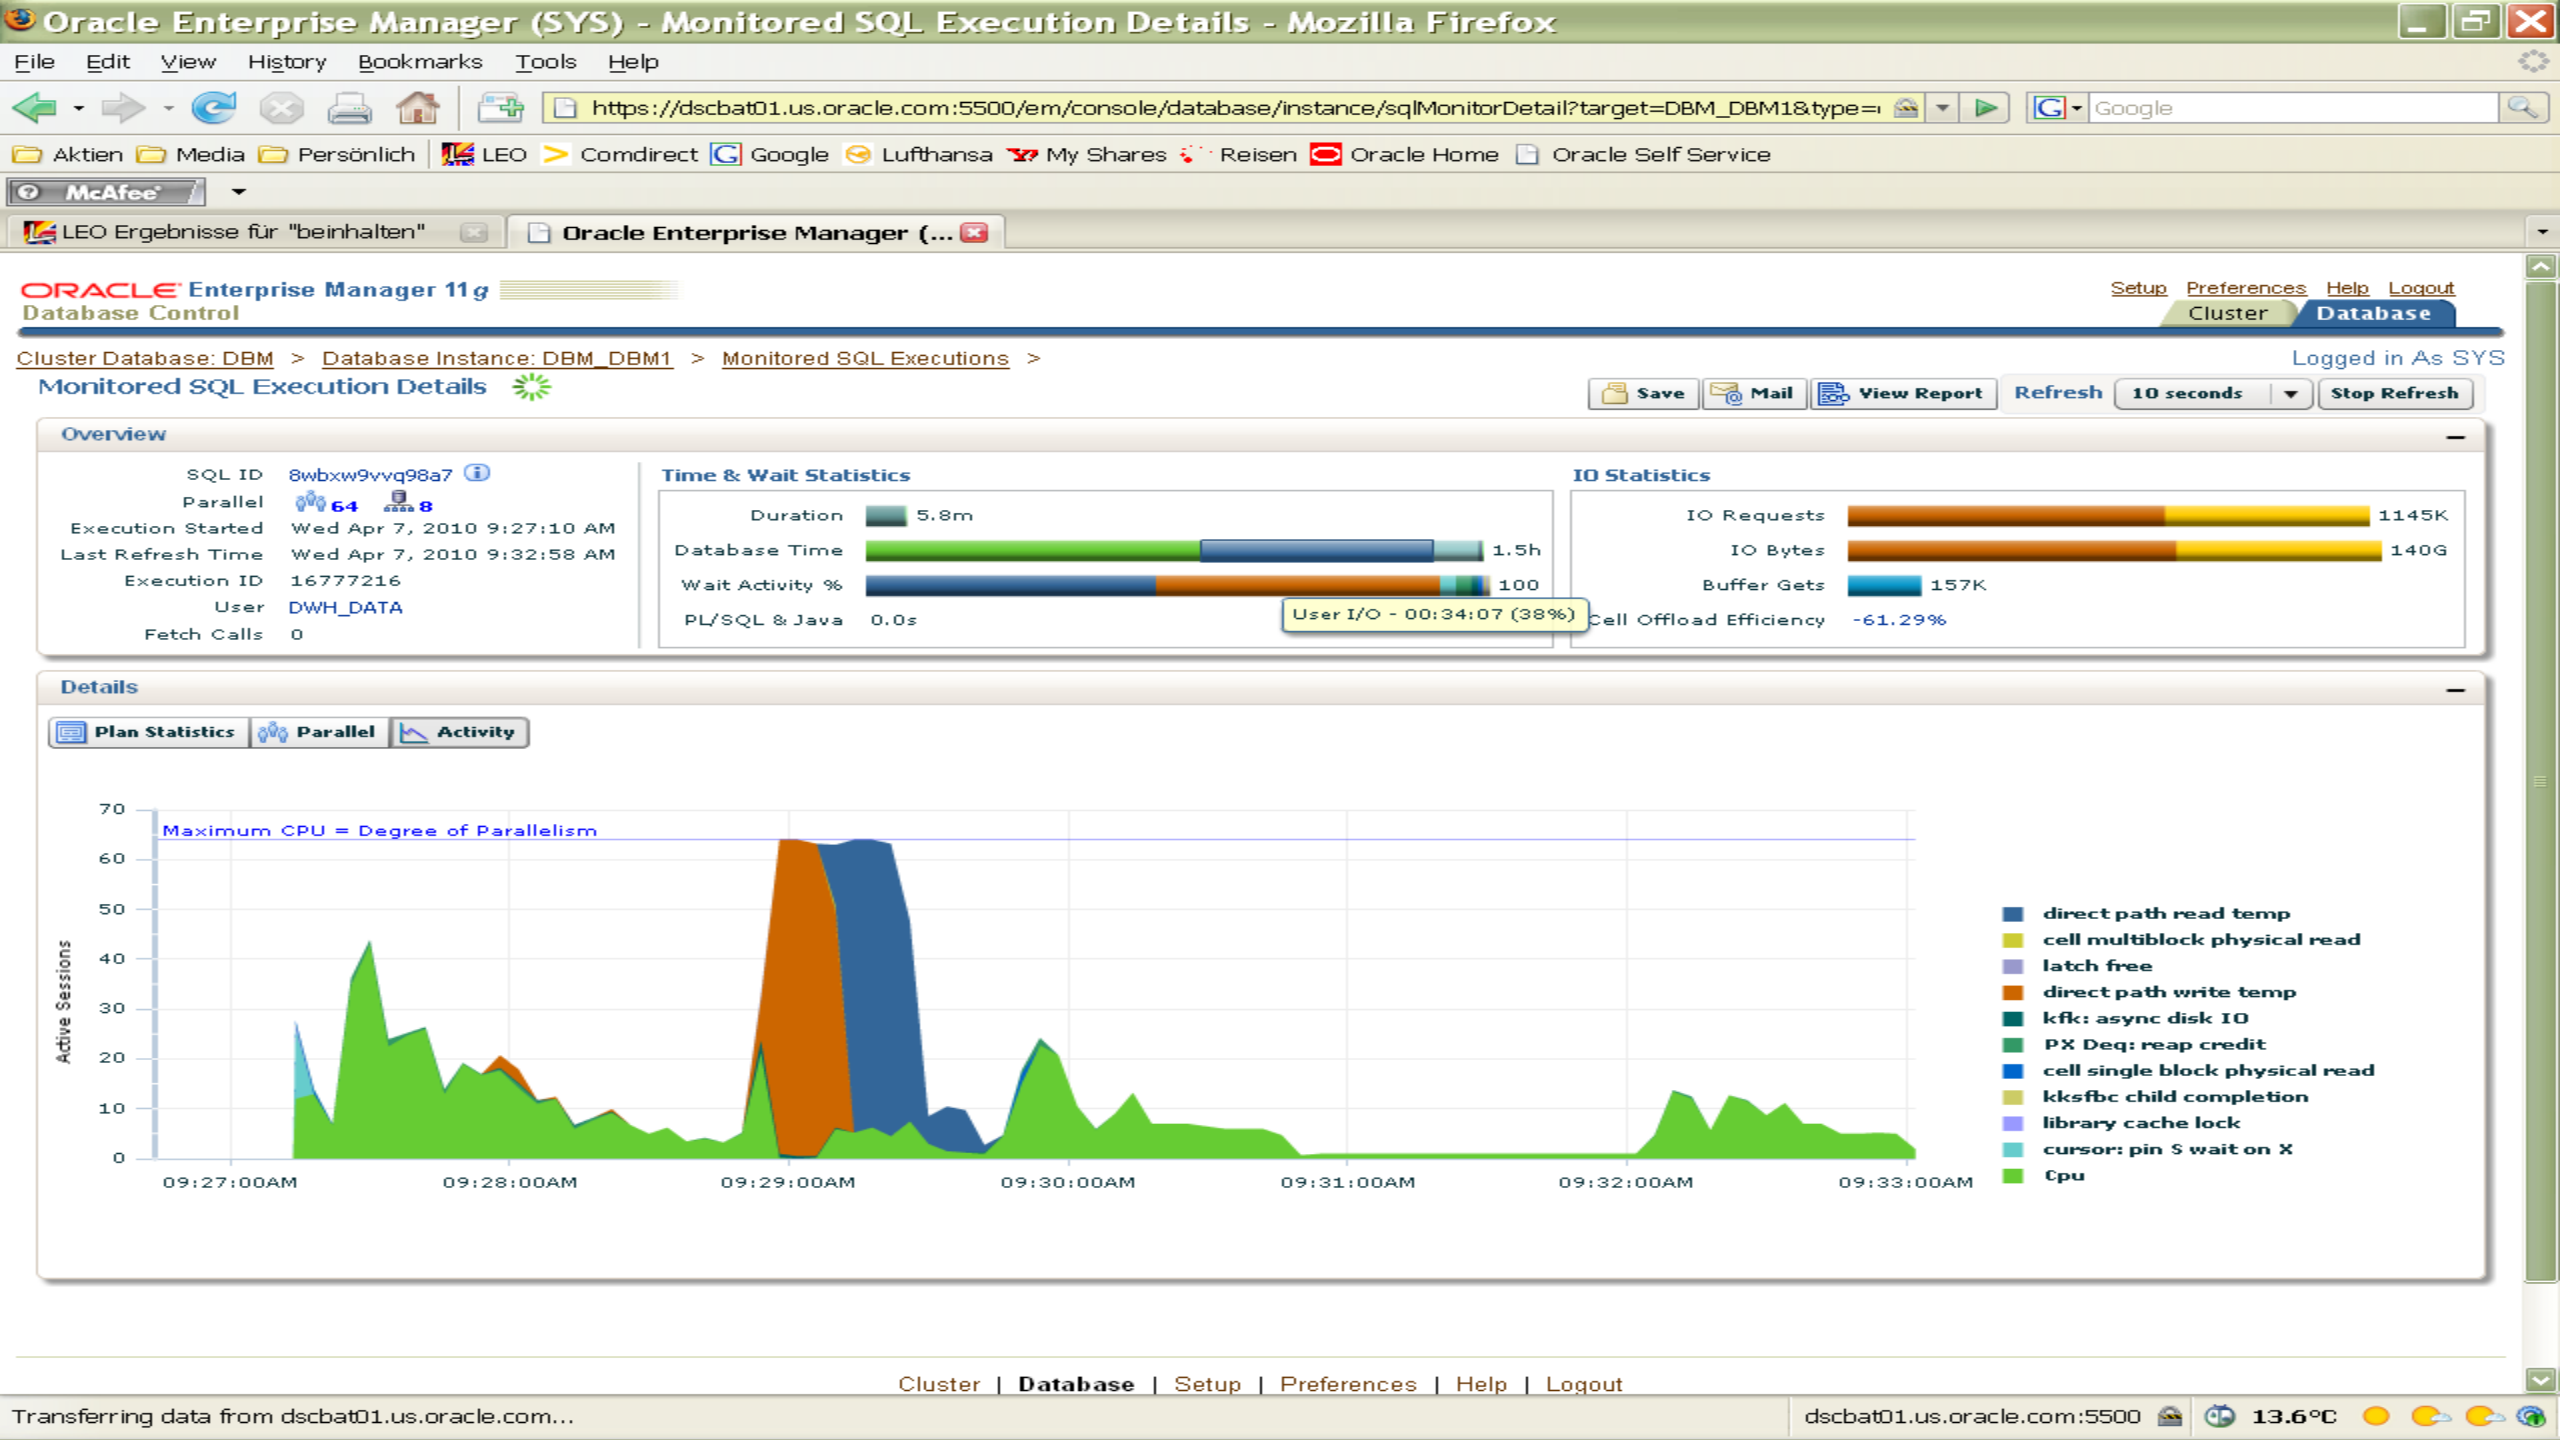 Oracle Enterprise Manager (SYS) - Monitored SQL Execution Details - Mozilla Firefox
File Edit View History Bookmarks Tools Help
https://dscbat01.us.oracle.com:5500/em/console/database/instance/sqlMonitorDetail?target=DBM_DBM1&type=
Google
Aktien Media Persönlich LEO Comdirect Google Lufthansa My Shares Reisen Oracle Home Oracle Self Service
McAfee
LEO Ergebnisse für "beinhalten" Oracle Enterprise Manager (...
ORACLE Enterprise Manager 11g
Database Control
Setup Preferences Help Logout
Cluster Database
Cluster Database: DBM > Database Instance: DBM_DBM1 > Monitored SQL Executions >
Logged in As SYS
Monitored SQL Execution Details
Save Mail View Report Refresh 10 seconds Stop Refresh
Overview
SQL ID 8wbxw9vvq98a7
Parallel 64 8
Execution Started Wed Apr 7, 2010 9:27:10 AM
Last Refresh Time Wed Apr 7, 2010 9:32:58 AM
Execution ID 16777216
User DWH_DATA
Fetch Calls 0
Time & Wait Statistics
Duration 5.8m
Database Time 1.5h
Wait Activity % 100
PL/SQL & Java 0.0s
User I/O - 00:34:07 (38%)
IO Statistics
IO Requests 1145K
IO Bytes 140G
Buffer Gets 157K
Cell Offload Efficiency -61.29%
Details
Plan Statistics Parallel Activity
Active Sessions
70
60
50
40
30
20
10
0
Maximum CPU = Degree of Parallelism
09:27:00AM 09:28:00AM 09:29:00AM 09:30:00AM 09:31:00AM 09:32:00AM 09:33:00AM
direct path read temp
cell multiblock physical read
latch free
direct path write temp
kfk: async disk IO
PX Deq: reap credit
cell single block physical read
kksfbc child completion
library cache lock
cursor: pin S wait on X
Cpu
Cluster | Database | Setup | Preferences | Help | Logout
Transferring data from dscbat01.us.oracle.com...
dscbat01.us.oracle.com:5500 13.6°C